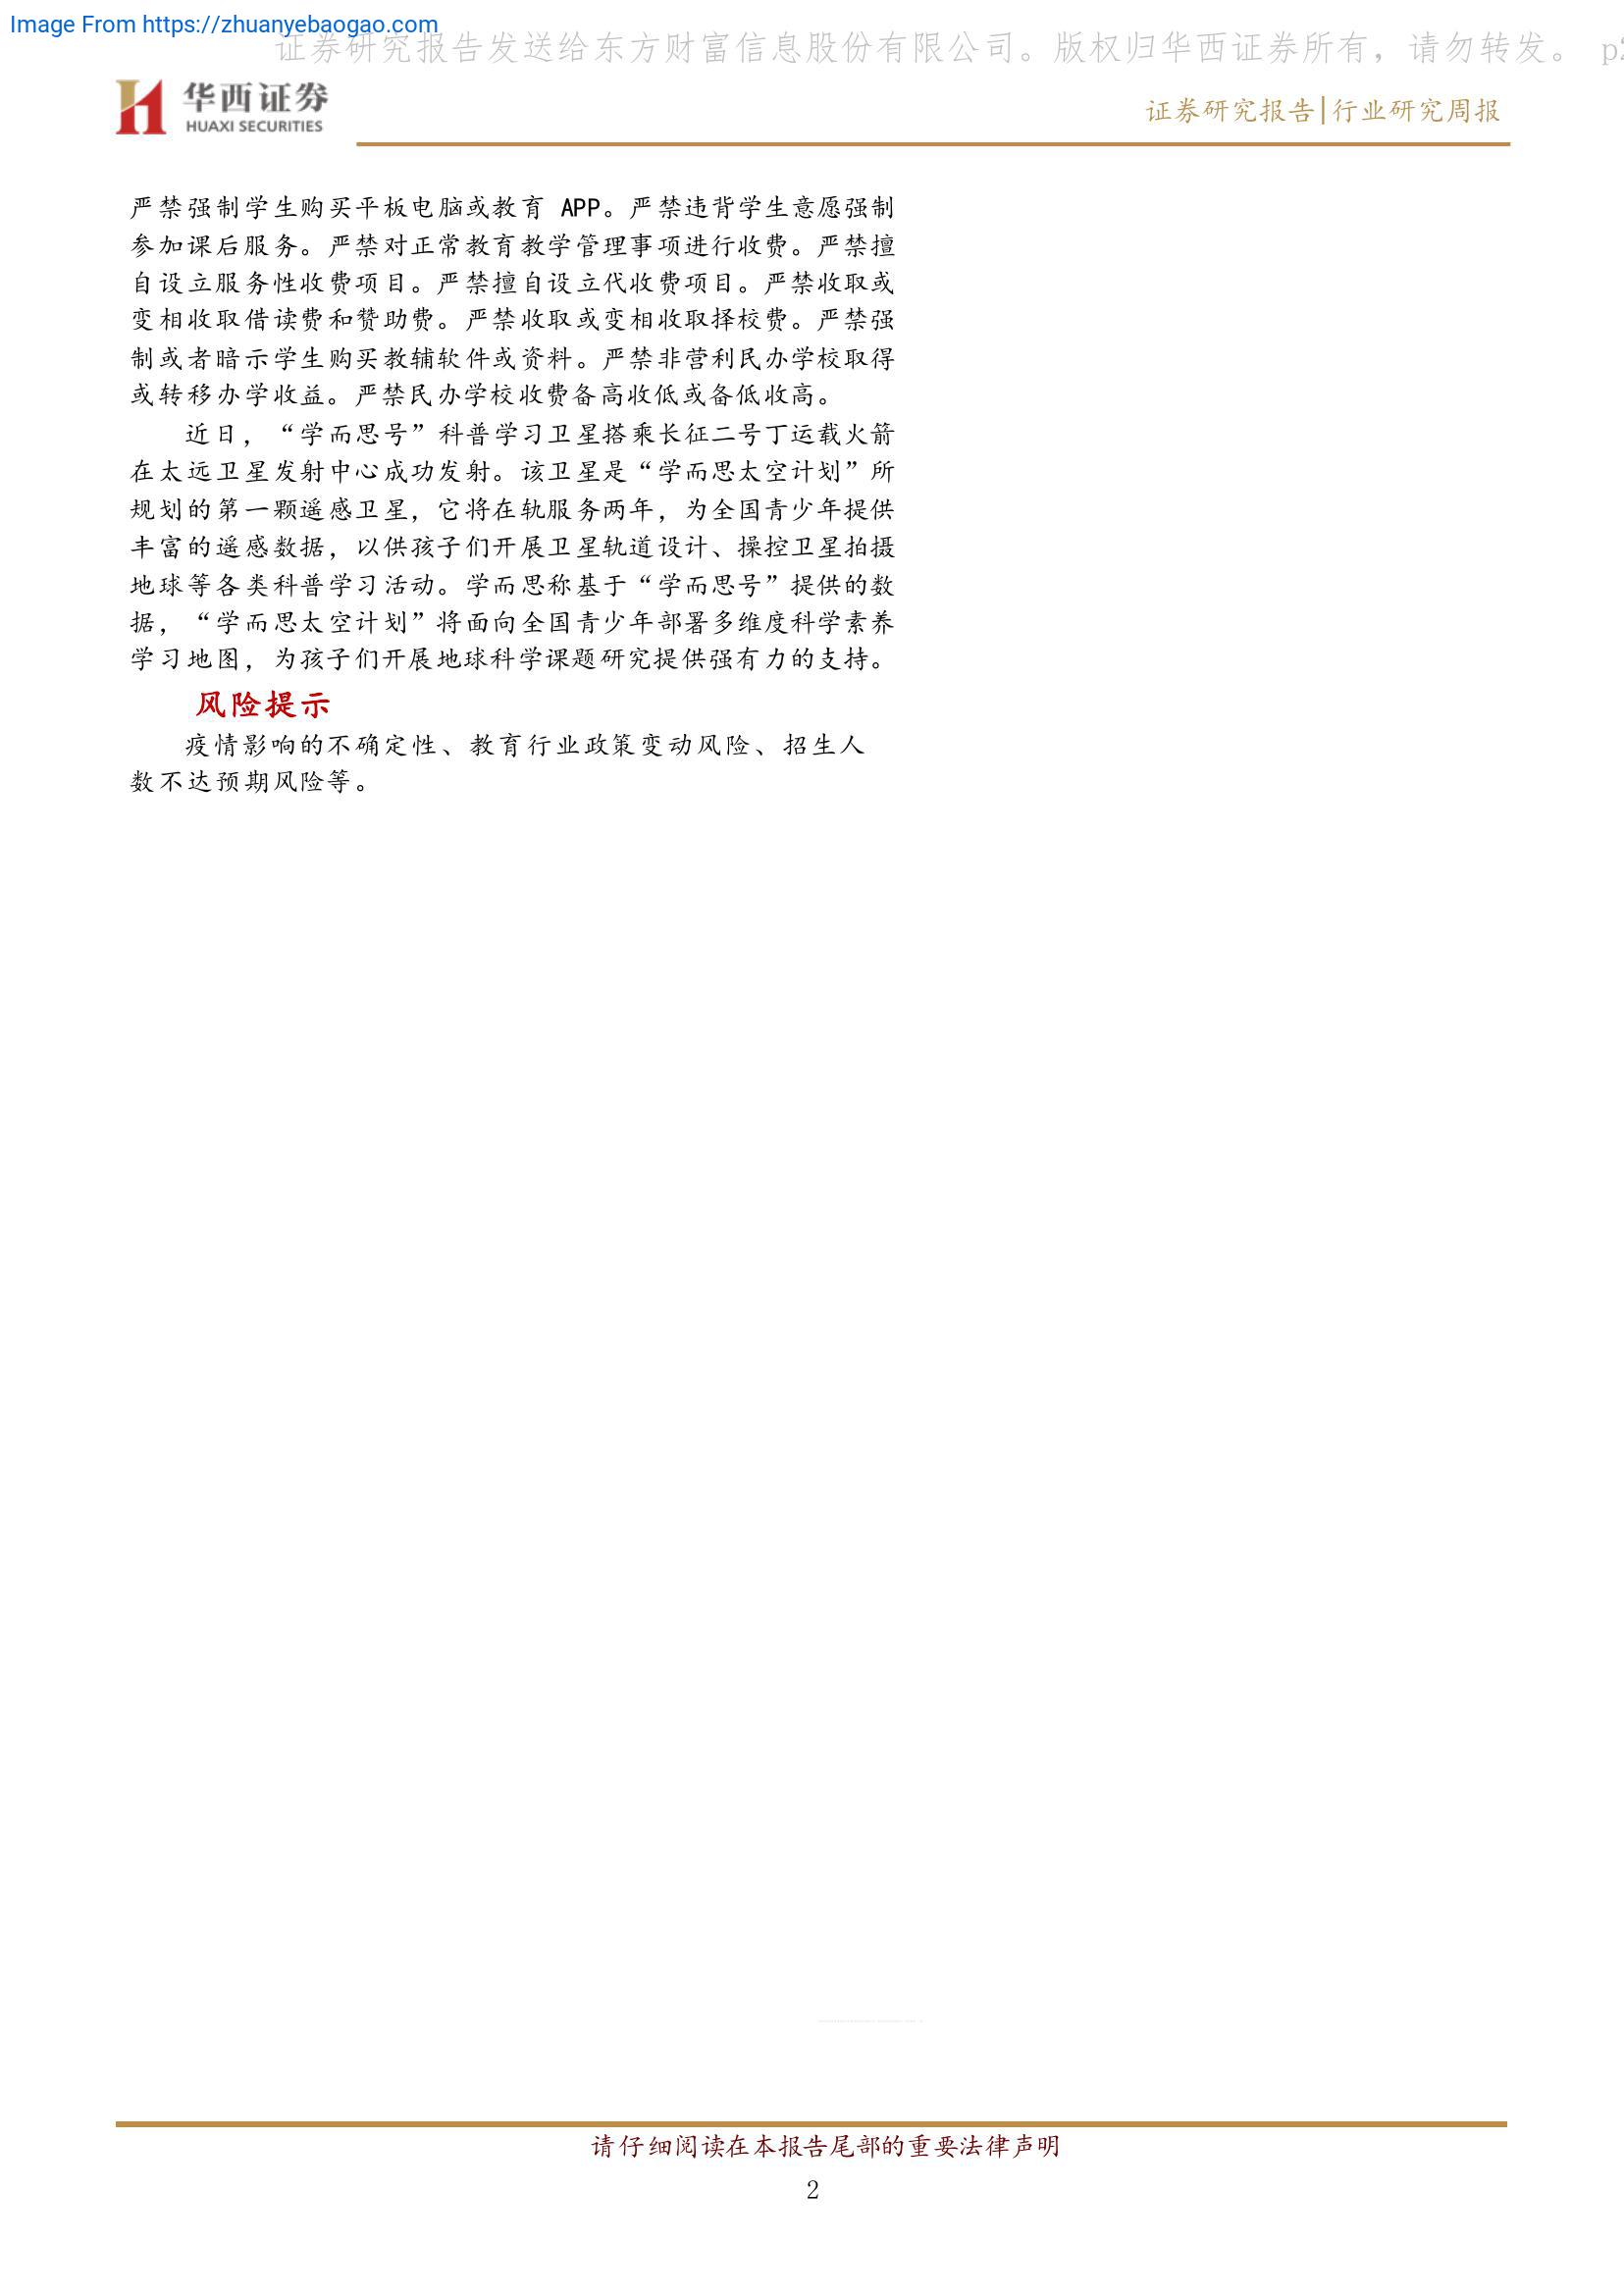 Image From https://zhuanyebaogao.com
证券研究报告发送给东方财富信息股份有限公司。版权归华西证券所有，请勿转发。 p2
华西证券
HUAXI SECURITIES
证券研究报告|行业研究周报
严禁强制学生购买平板电脑或教育 APP。严禁违背学生意愿强制
参加课后服务。严禁对正常教育教学管理事项进行收费。严禁擅
自设立服务性收费项目。严禁擅自设立代收费项目。严禁收取或
变相收取借读费和赞助费。严禁收取或变相收取择校费。严禁强
制或者暗示学生购买教辅软件或资料。严禁非营利民办学校取得
或转移办学收益。严禁民办学校收费备高收低或备低收高。
近日，“学而思号”科普学习卫星搭乘长征二号丁运载火箭
在太远卫星发射中心成功发射。该卫星是“学而思太空计划”所
规划的第一颗遥感卫星，它将在轨服务两年，为全国青少年提供
丰富的遥感数据，以供孩子们开展卫星轨道设计、操控卫星拍摄
地球等各类科普学习活动。学而思称基于“学而思号”提供的数
据，“学而思太空计划”将面向全国青少年部署多维度科学素养
学习地图，为孩子们开展地球科学课题研究提供强有力的支持。
风险提示
疫情影响的不确定性、教育行业政策变动风险、招生人
数不达预期风险等。
请仔细阅读在本报告尾部的重要法律声明
2